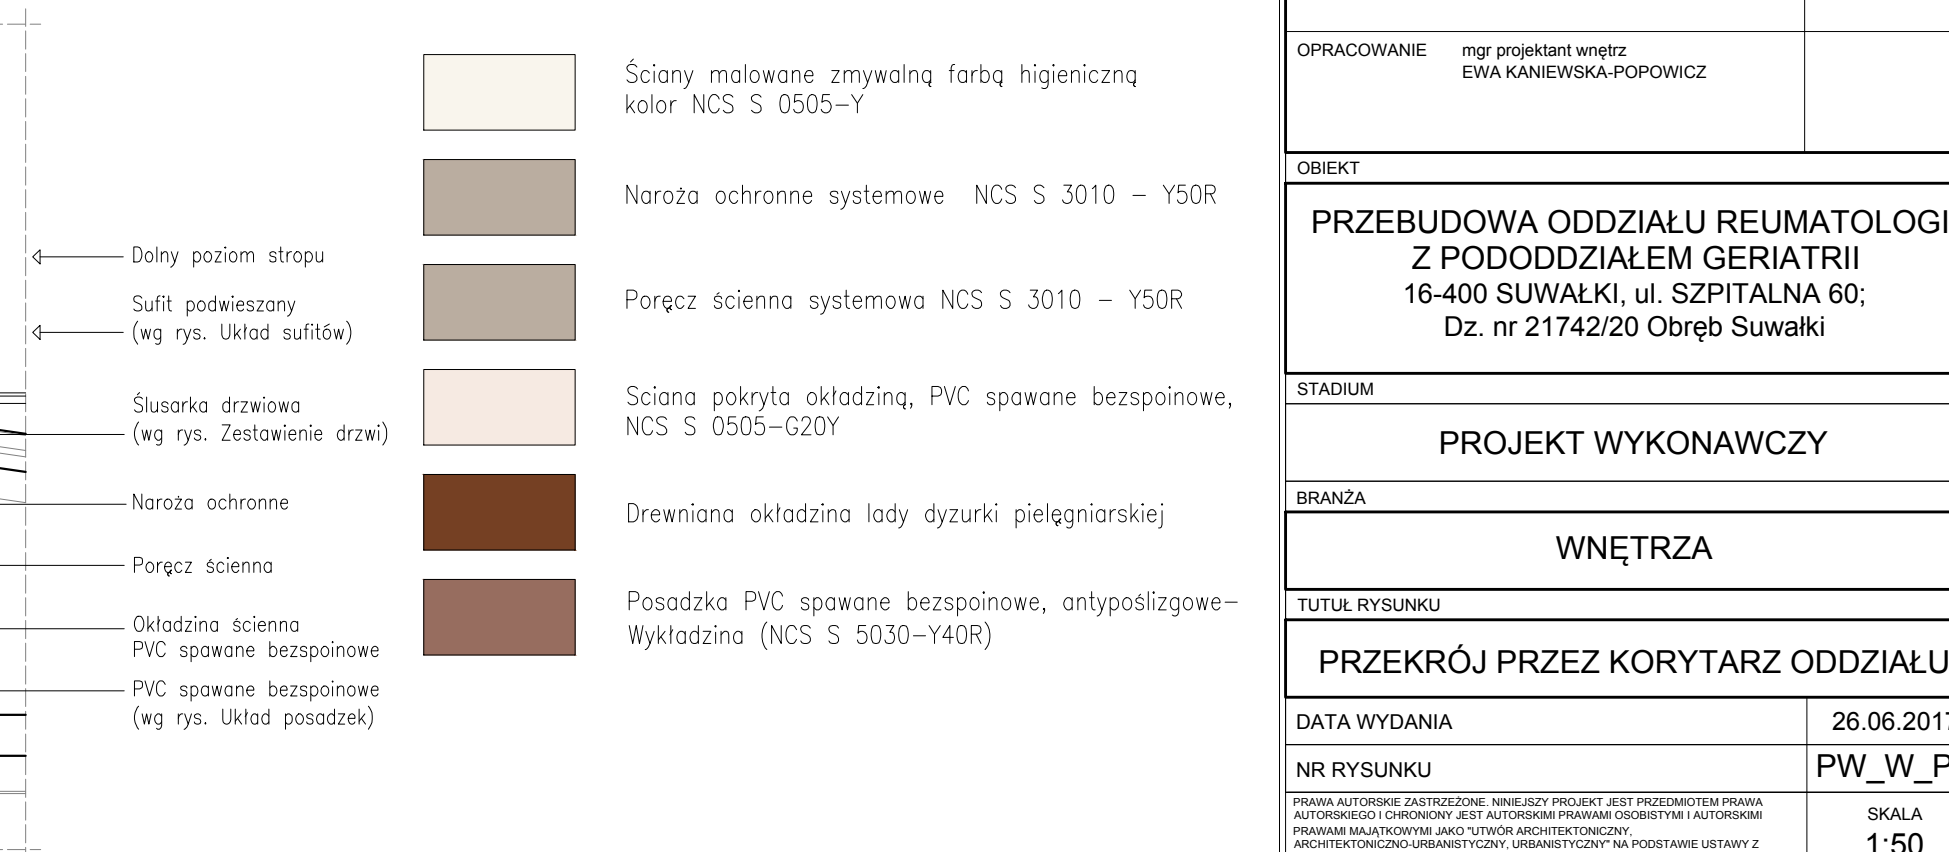 Dolny poziom stropu
Sufit podwieszany
(wg rys. Układ sufitów)
Ślusarka drzwiowa
(wg rys. Zestawienie drzwi)
Naroża ochronne
Poręcz ścienna
Okładzina ścienna
PVC spawane bezspoinowe
PVC spawane bezspoinowe
(wg rys. Układ posadzek)
Ściany malowane zmywalną farbą higieniczną
kolor NCS S 0505-Y
Naroża ochronne systemowe NCS S 3010 - Y50R
Poręcz ścienna systemowa NCS S 3010 - Y50R
Sciana pokryta okładziną, PVC spawane bezspoinowe,
NCS S 0505-G20Y
Drewniana okładzina lady dyzurki pielęgniarskiej
Posadzka PVC spawane bezspoinowe, antypoślizgowe-
Wykładzina (NCS S 5030-Y40R)
OPRACOWANIE mgr projektant wnętrz
EWA KANIEWSKA-POPOWICZ
OBIEKT
PRZEBUDOWA ODDZIAŁU REUMATOLOGI
Z PODODDZIAŁEM GERIATRII
16-400 SUWAŁKI, ul. SZPITALNA 60;
Dz. nr 21742/20 Obręb Suwałki
STADIUM
PROJEKT WYKONAWCZY
BRANŻA
WNĘTRZA
TUTUŁ RYSUNKU
PRZEKRÓJ PRZEZ KORYTARZ ODDZIAŁU
DATA WYDANIA 26.06.2017
NR RYSUNKU PW_W_P
PRAWA AUTORSKIE ZASTRZEŻONE. NINIEJSZY PROJEKT JEST PRZEDMIOTEM PRAWA
AUTORSKIEGO I CHRONIONY JEST AUTORSKIMI PRAWAMI OSOBISTYMI I AUTORSKIMI
PRAWAMI MAJĄTKOWYMI JAKO "UTWÓR ARCHITEKTONICZNY,
ARCHITEKTONICZNO-URBANISTYCZNY, URBANISTYCZNY" NA PODSTAWIE USTAWY Z
SKALA
1:50